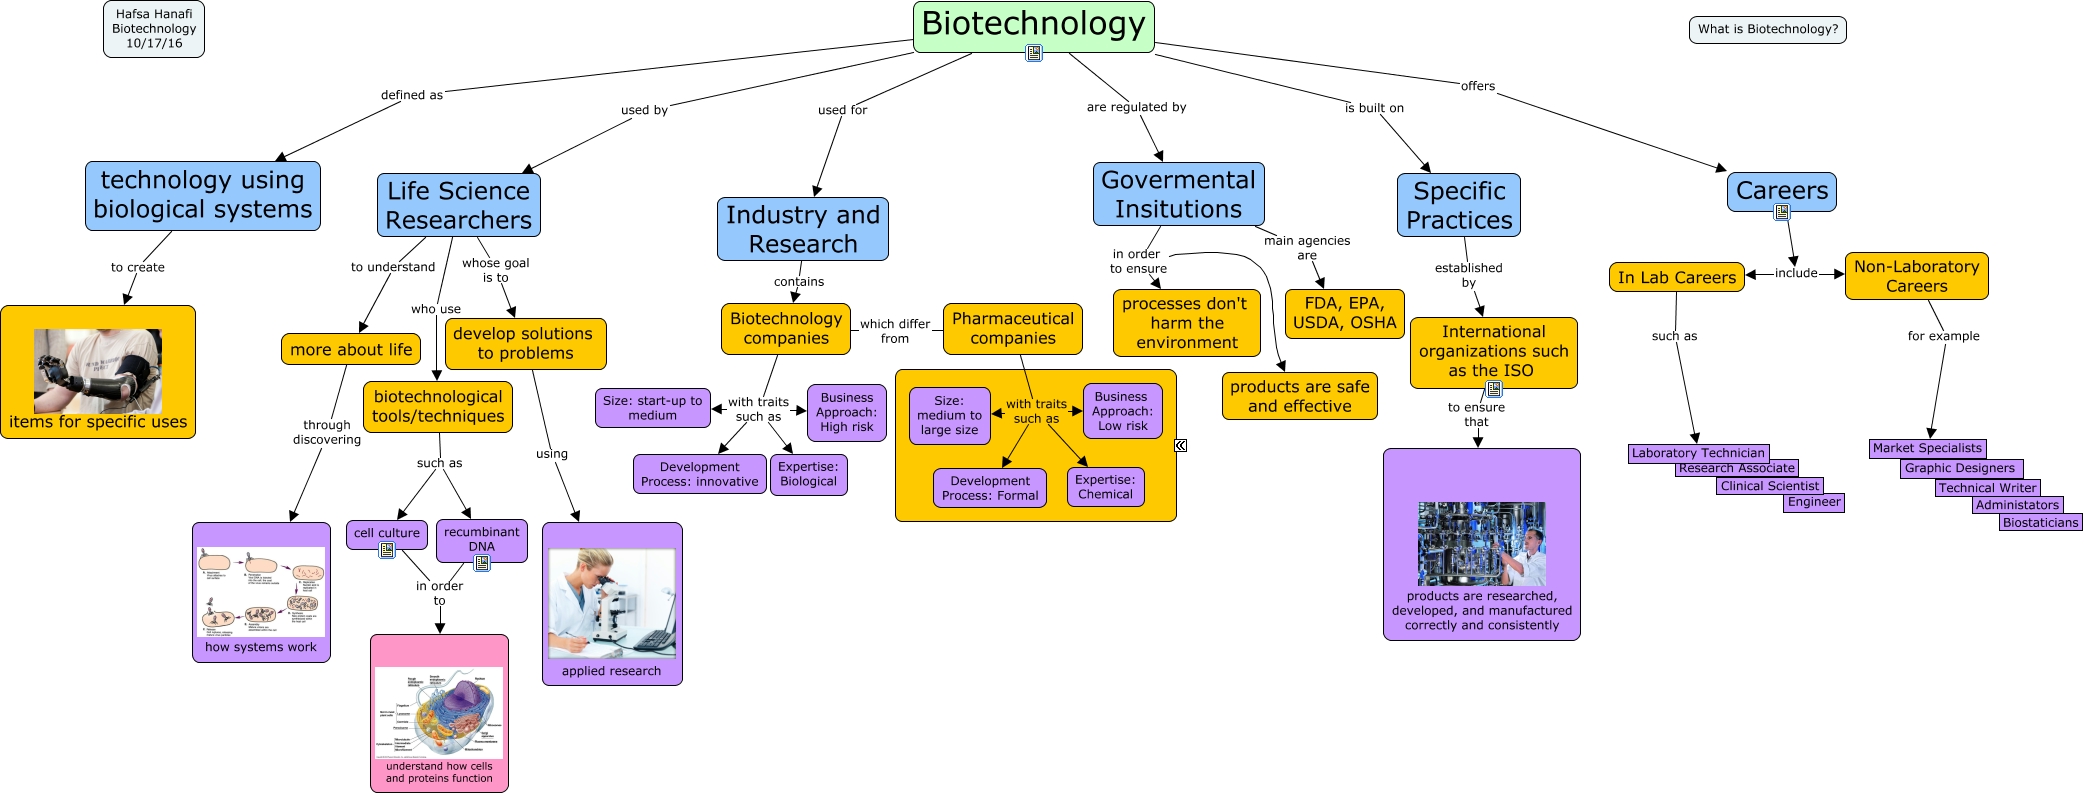 Hafsa Hanafi
Biotechnology
10/17/16
Biotechnology
What is Biotechnology?
defined as
used by
used for
are regulated by
is built on
offers
technology using
biological systems
to create
items for specific uses
Life Science
Researchers
to understand
who use
whose goal
is to
more about life
through
discovering
how systems work
biotechnological
tools/techniques
such as
cell culture
recombinant
DNA
in order
to
understand how cells
and proteins function
develop solutions
to problems
using
applied research
Industry and
Research
contains
Biotechnology
companies
which differ
from
Pharmaceutical
companies
with traits
such as
Size: start-up to
medium
Business
Approach:
High risk
Development
Process: innovative
Expertise:
Biological
with traits
such as
Size:
medium to
large size
Business
Approach:
Low risk
Development
Process: Formal
Expertise:
Chemical
Govermental
Insitutions
in order
to ensure
main agencies
are
processes don't
harm the
environment
products are safe
and effective
FDA, EPA,
USDA, OSHA
Specific
Practices
established
by
International
organizations such
as the ISO
to ensure
that
products are researched,
developed, and manufactured
correctly and consistently
Careers
include
In Lab Careers
such as
Laboratory Technician
Research Associate
Clinical Scientist
Engineer
Non-Laboratory
Careers
for example
Market Specialists
Graphic Designers
Technical Writer
Administators
Biostaticians